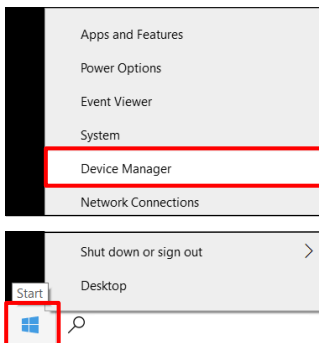 Apps and Features
Power Options
Event Viewer
System
Device Manager
Network Connections
Shut down or sign out
Desktop
Start